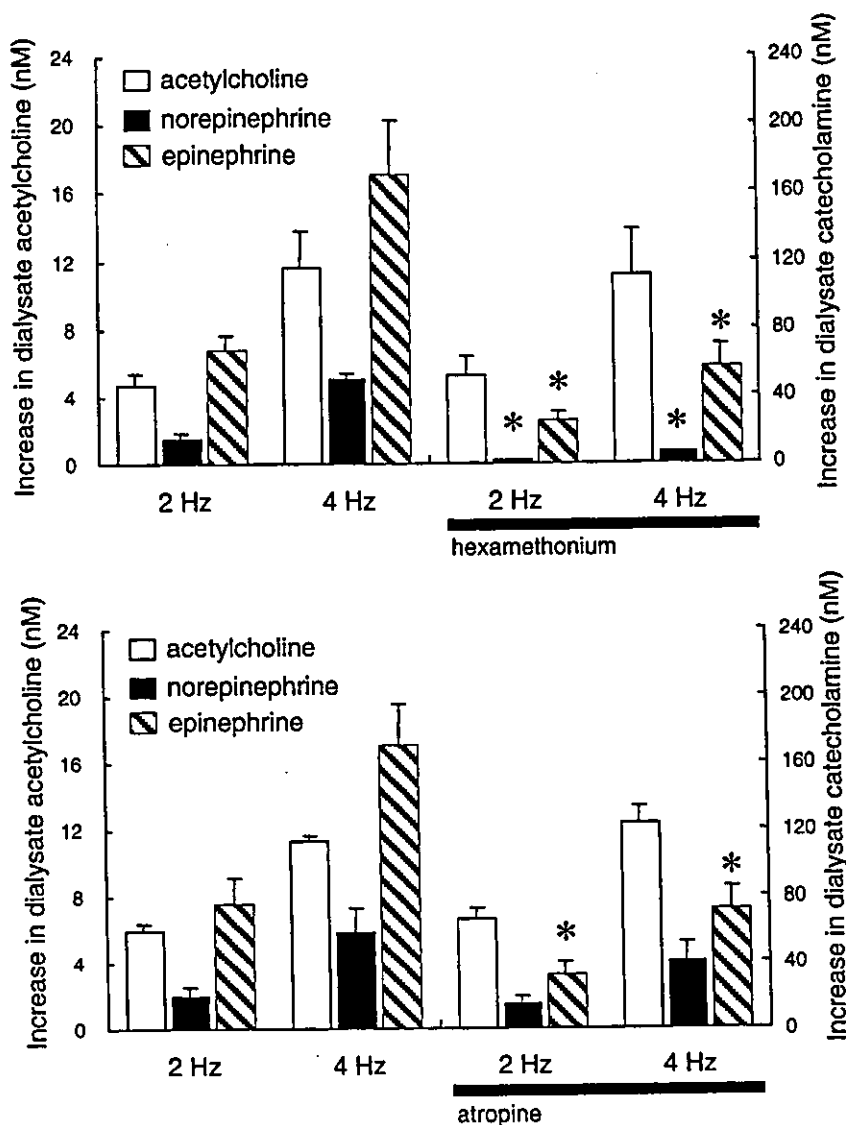 Increase in dialysate acetylcholine (nM)
24
20
16
12
8
4
0
acetylcholine
norepinephrine
epinephrine
*
*
*
*
2 Hz
4 Hz
2 Hz
4 Hz
hexamethonium
240
200
160
120
80
40
0
Increase in dialysate catecholamine (nM)
Increase in dialysate acetylcholine (nM)
24
20
16
12
8
4
0
acetylcholine
norepinephrine
epinephrine
*
*
2 Hz
4 Hz
2 Hz
4 Hz
atropine
240
200
160
120
80
40
0
Increase in dialysate catecholamine (nM)